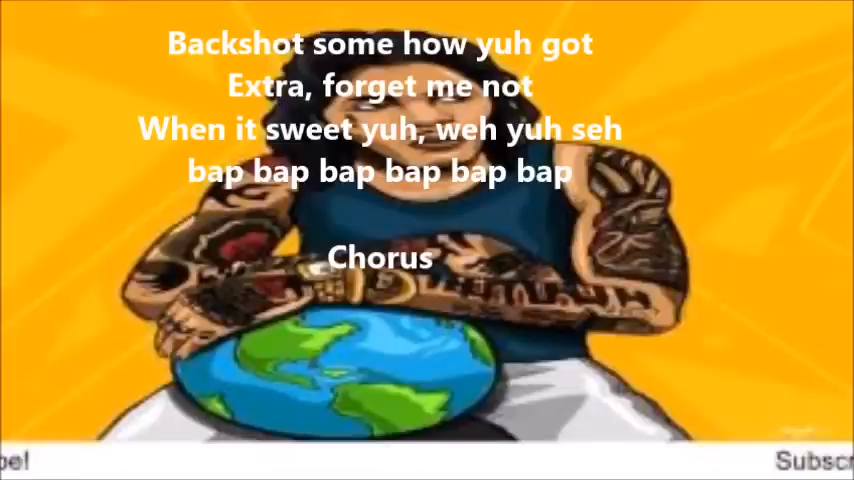 Backshot some how yuh got
Extra, forget me not
When it sweet yuh, weh yuh seh
bap bap bap bap bap bap
Chorus